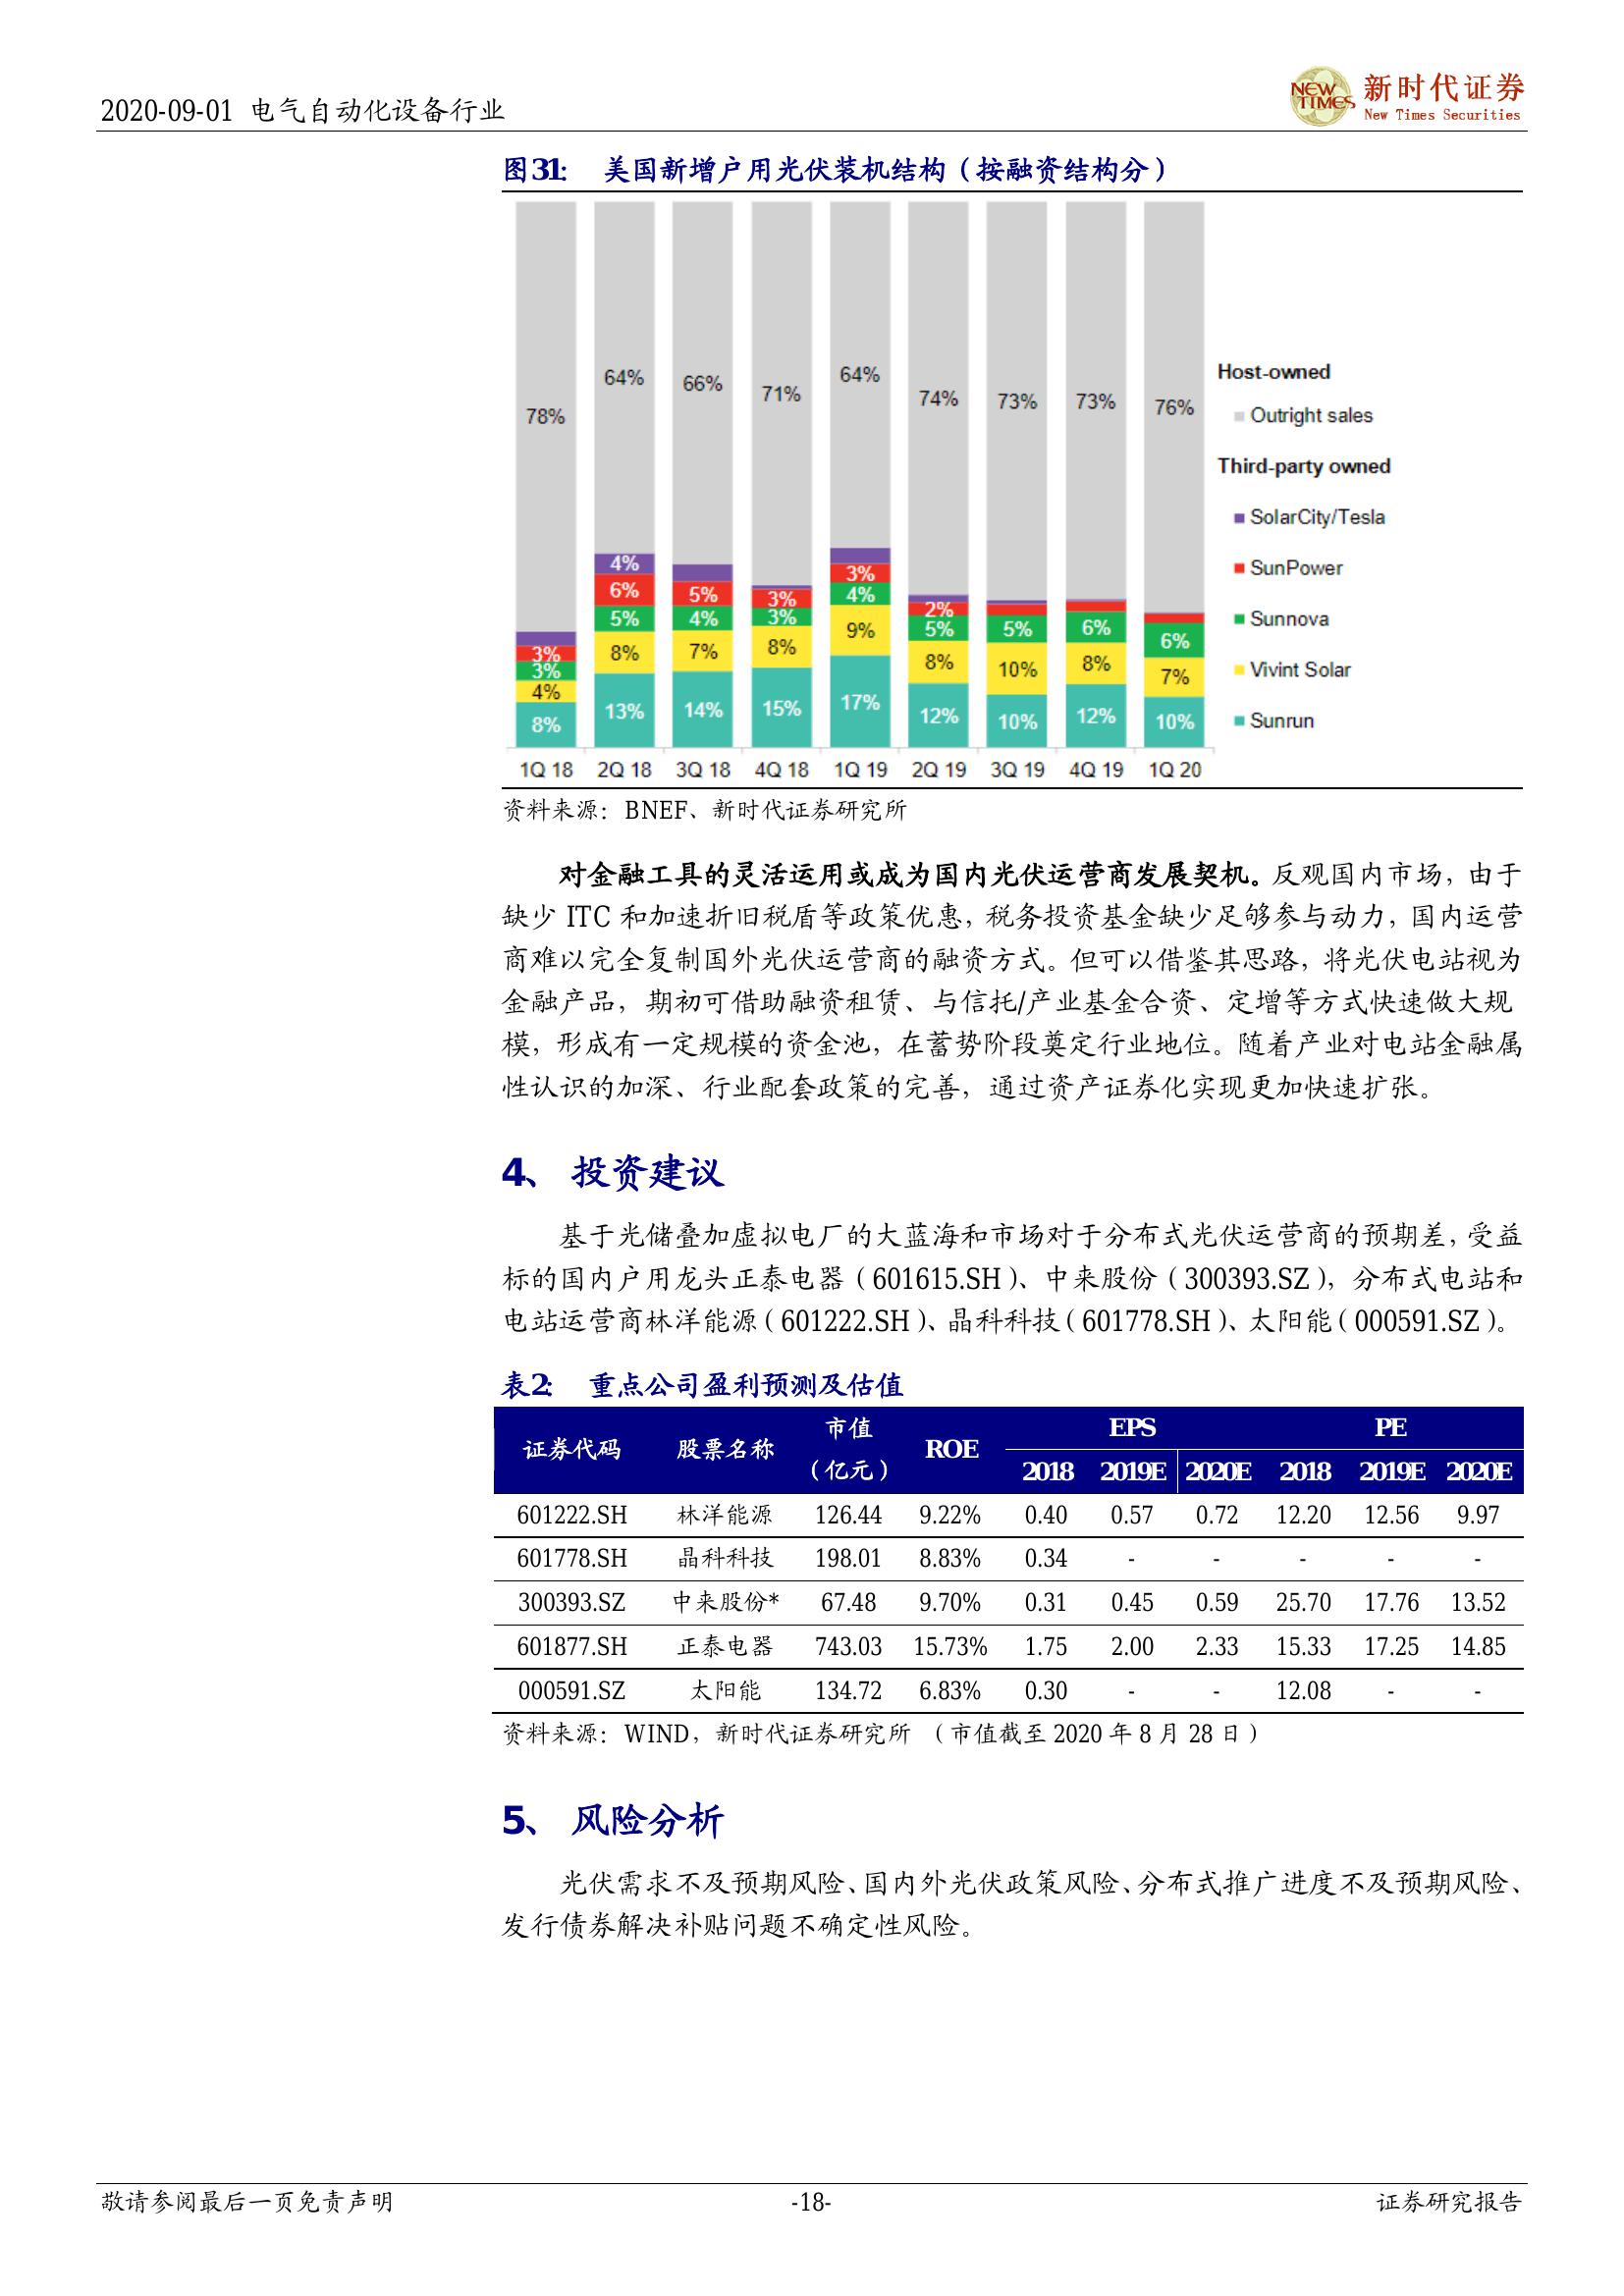 2020-09-01 电气自动化设备行业
NEW TIMES 新时代证券
New Times Securities
图31: 美国新增户用光伏装机结构（按融资结构分）
78% 64% 66% 71% 64% 74% 73% 73% 76%
4%
3% 6% 5% 3% 3% 2%
3% 5% 4% 3% 4% 5% 5% 6% 6%
4% 8% 7% 8% 9% 8% 10% 8% 7%
8% 13% 14% 15% 17% 12% 10% 12% 10%
1Q 18 2Q 18 3Q 18 4Q 18 1Q 19 2Q 19 3Q 19 4Q 19 1Q 20
Host-owned
Outright sales
Third-party owned
SolarCity/Tesla
SunPower
Sunnova
Vivint Solar
Sunrun
资料来源：BNEF、新时代证券研究所
对金融工具的灵活运用或成为国内光伏运营商发展契机。反观国内市场，由于
缺少 ITC 和加速折旧税盾等政策优惠，税务投资基金缺少足够参与动力，国内运营
商难以完全复制国外光伏运营商的融资方式。但可以借鉴其思路，将光伏电站视为
金融产品，期初可借助融资租赁、与信托/产业基金合资、定增等方式快速做大规
模，形成有一定规模的资金池，在蓄势阶段奠定行业地位。随着产业对电站金融属
性认识的加深、行业配套政策的完善，通过资产证券化实现更加快速扩张。
4、 投资建议
基于光储叠加虚拟电厂的大蓝海和市场对于分布式光伏运营商的预期差，受益
标的国内户用龙头正泰电器（601615.SH）、中来股份（300393.SZ），分布式电站和
电站运营商林洋能源（601222.SH）、晶科科技（601778.SH）、太阳能（000591.SZ）。
表2: 重点公司盈利预测及估值
证券代码 股票名称 市值（亿元） ROE EPS PE
2018 2019E 2020E 2018 2019E 2020E
601222.SH 林洋能源 126.44 9.22% 0.40 0.57 0.72 12.20 12.56 9.97
601778.SH 晶科科技 198.01 8.83% 0.34 - - - - -
300393.SZ 中来股份* 67.48 9.70% 0.31 0.45 0.59 25.70 17.76 13.52
601877.SH 正泰电器 743.03 15.73% 1.75 2.00 2.33 15.33 17.25 14.85
000591.SZ 太阳能 134.72 6.83% 0.30 - - 12.08 - -
资料来源：WIND，新时代证券研究所 （市值截至 2020 年 8 月 28 日）
5、 风险分析
光伏需求不及预期风险、国内外光伏政策风险、分布式推广进度不及预期风险、
发行债券解决补贴问题不确定性风险。
敬请参阅最后一页免责声明 -18- 证券研究报告